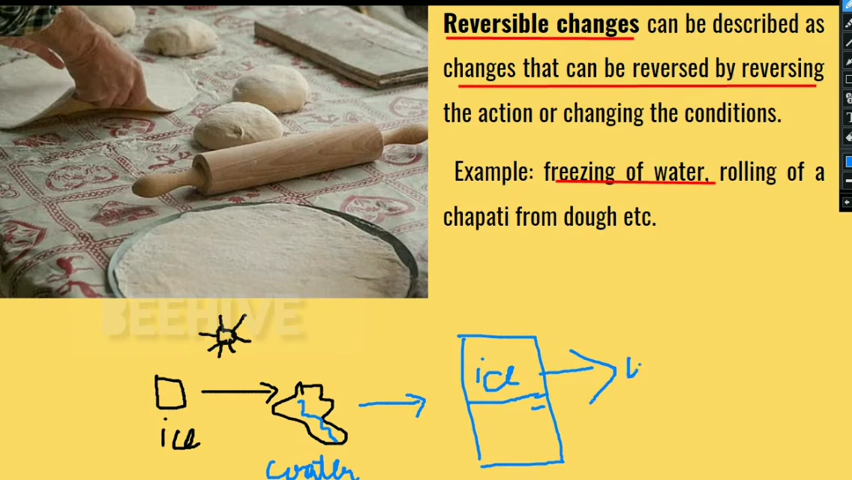 Reversible changes can be described as
changes that can be reversed by reversing
the action or changing the conditions.
Example: freezing of water, rolling of a
chapati from dough etc.
BEEHIVE
ice
ice
water